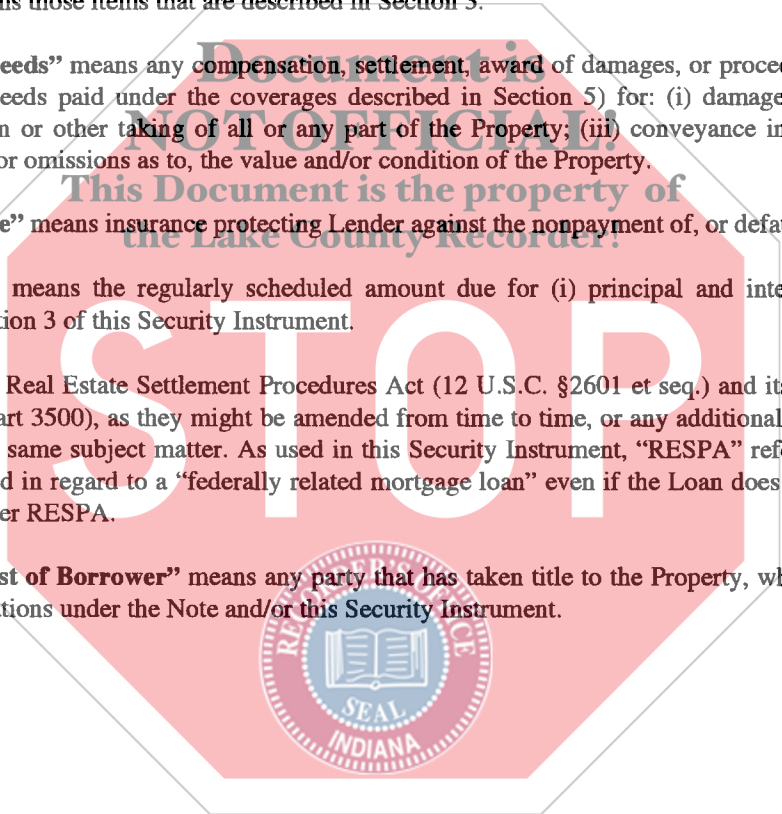 ns those items that are described in Section 3.
Document is
eeds” means any compensation, settlement, award of damages, or procee
eeds paid under the coverages described in Section 5) for: (i) damage
NOT OFFICIAL!
n or other taking of all or any part of the Property; (iii) conveyance in
or omissions as to, the value and/or condition of the Property.
This Document is the property of
e” means insurance protecting Lender against the nonpayment of, or defau
the Lake County Recorder!
means the regularly scheduled amount due for (i) principal and inte
tion 3 of this Security Instrument.
STOP
Real Estate Settlement Procedures Act (12 U.S.C. §2601 et seq.) and its
art 3500), as they might be amended from time to time, or any additional
same subject matter. As used in this Security Instrument, “RESPA” refe
d in regard to a “federally related mortgage loan” even if the Loan does
er RESPA.
st of Borrower” means any party that has taken title to the Property, wh
tions under the Note and/or this Security Instrument.
RECORDER'S OFFICE
SEAL
INDIANA